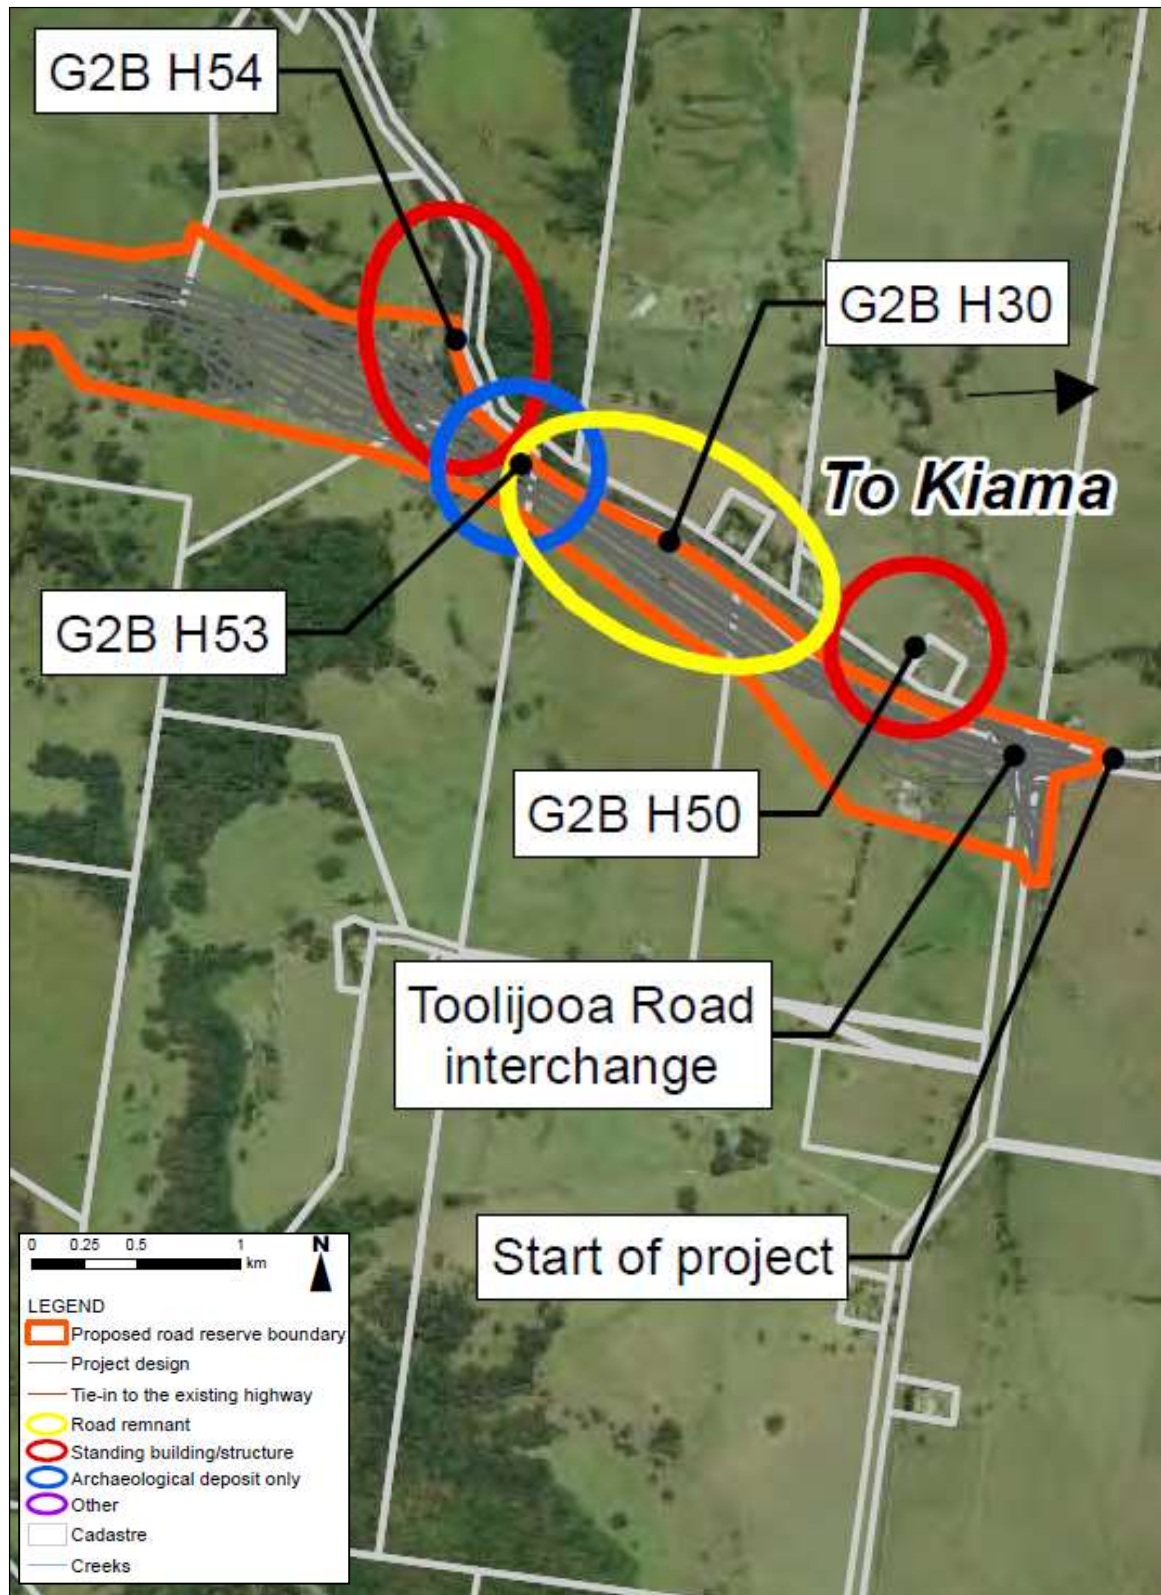 G2B H54
G2B H30
To Kiama
G2B H53
G2B H50
Toolijooa Road
interchange
Start of project
0 0.25 0.5 1
km
N
LEGEND
Proposed road reserve boundary
Project design
Tie-in to the existing highway
Road remnant
Standing building/structure
Archaeological deposit only
Other
Cadastre
Creeks